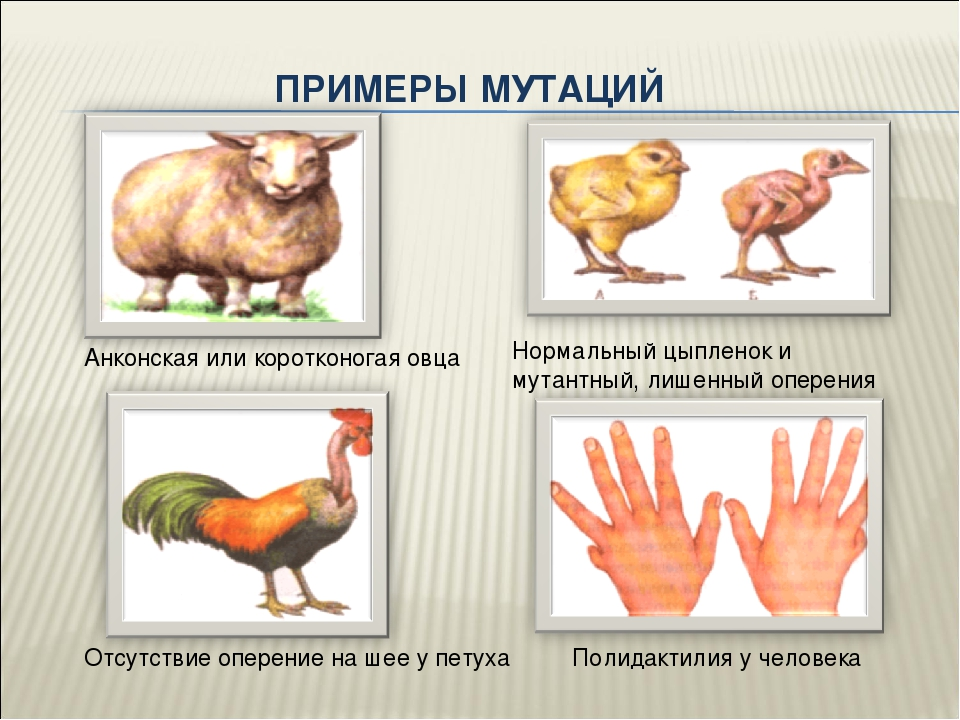 ПРИМЕРЫ МУТАЦИЙ
А
Б
Анконская или коротконогая овца
Нормальный цыпленок и
мутантный, лишенный оперения
Отсутствие оперение на шее у петуха
Полидактилия у человека